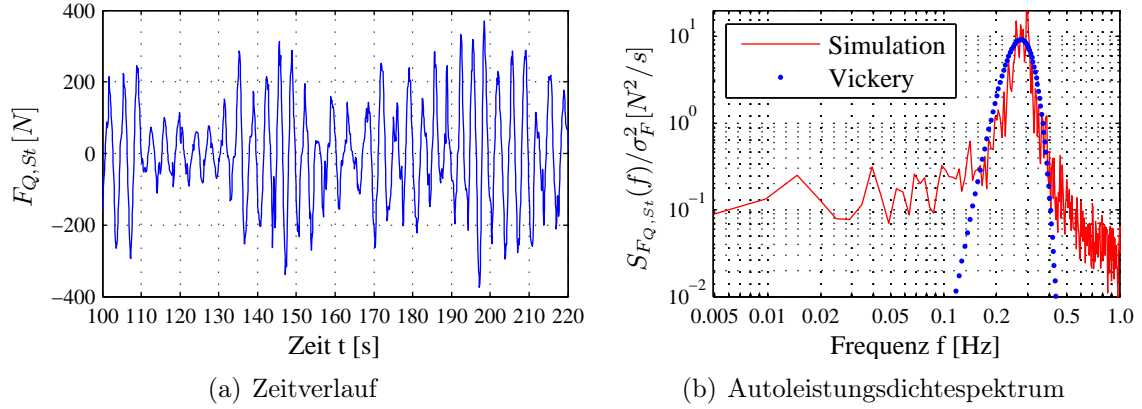 F_{Q,St} [N]
400
200
0
−200
−400
100 110 120 130 140 150 160 170 180 190 200 210 220
Zeit t [s]
(a) Zeitverlauf
S_{F_{Q,St}}(f)/σ_F^2 [N^2/s]
10^1
10^0
10^{-1}
10^{-2}
Simulation
Vickery
0.005 0.01 0.02 0.05 0.1 0.2 0.5 1.0
Frequenz f [Hz]
(b) Autoleistungsdichtespektrum